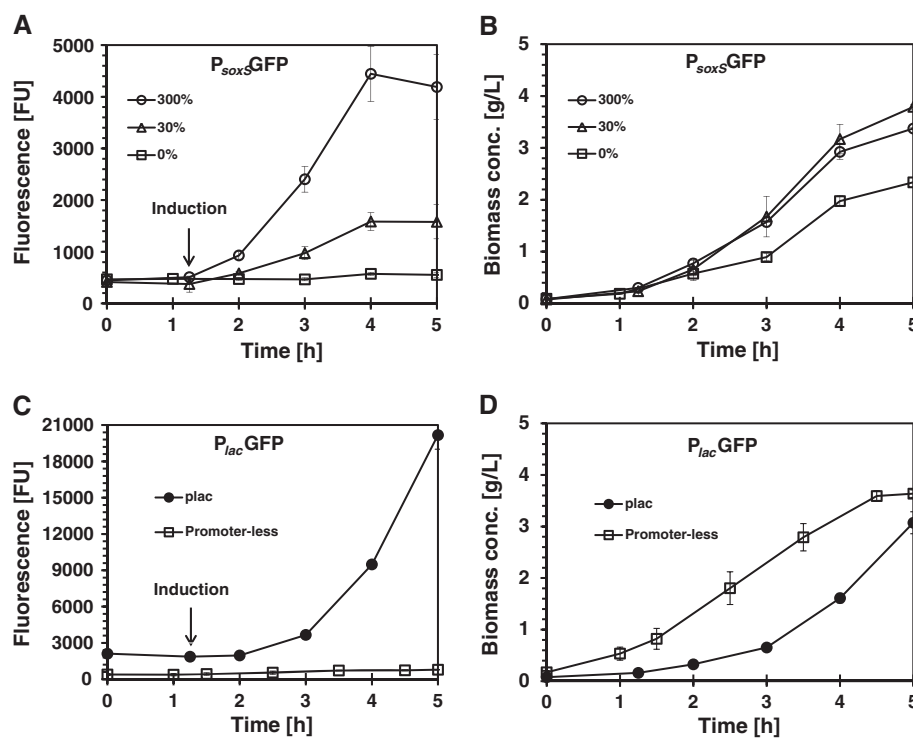 A
P_soxS GFP
Fluorescence [FU]
5000
4000
3000
2000
1000
0
300%
30%
0%
Induction
0 1 2 3 4 5
Time [h]
B
P_soxS GFP
Biomass conc. [g/L]
5
4
3
2
1
0
300%
30%
0%
0 1 2 3 4 5
Time [h]
C
P_lac GFP
Fluorescence [FU]
21000
18000
15000
12000
9000
6000
3000
0
plac
Promoter-less
Induction
0 1 2 3 4 5
Time [h]
D
P_lac GFP
Biomass conc. [g/L]
5
4
3
2
1
0
plac
Promoter-less
0 1 2 3 4 5
Time [h]